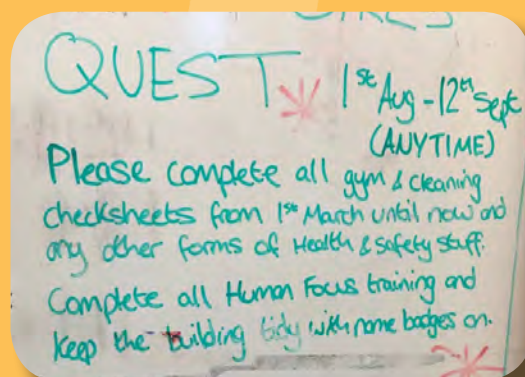 QUEST
1st Aug - 12th Sept
(ANYTIME)
Please complete all gym & cleaning
checksheets from 1st March until now and
any other forms of Health & safety stuff.
Complete all Human Focus training and
keep the building tidy with name badges on.